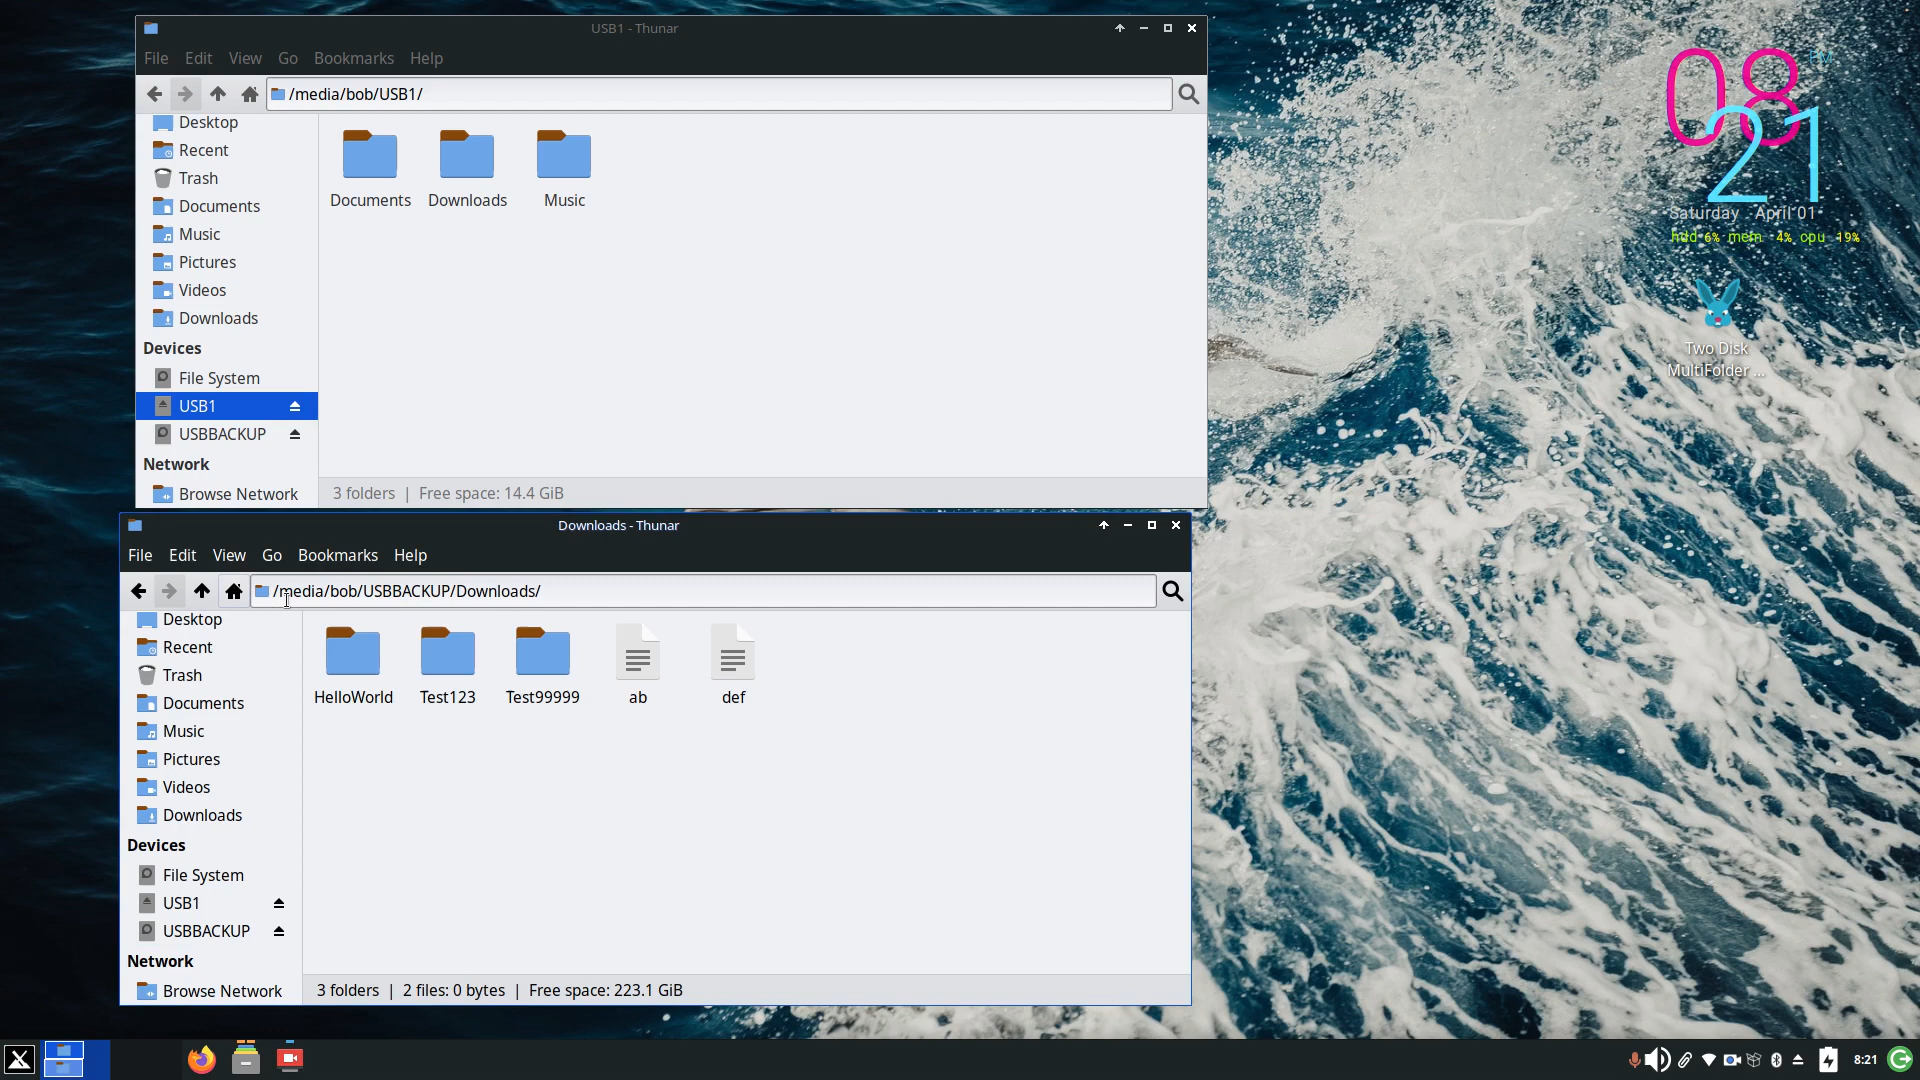 USB1 - Thunar
File Edit View Go Bookmarks Help
/media/bob/USB1/
Desktop
Recent
Trash
Documents
Music
Pictures
Videos
Downloads
Devices
File System
USB1
USBBACKUP
Network
Browse Network
Documents Downloads Music
3 folders | Free space: 14.4 GiB
Downloads - Thunar
File Edit View Go Bookmarks Help
/media/bob/USBBACKUP/Downloads/
Desktop
Recent
Trash
Documents
Music
Pictures
Videos
Downloads
Devices
File System
USB1
USBBACKUP
Network
Browse Network
HelloWorld Test123 Test99999 ab def
3 folders | 2 files: 0 bytes | Free space: 223.1 GiB
08 PM
21
Saturday April 01
hdd 6% mem 4% cpu 19%
Two Disk
MultiFolder ...
8:21